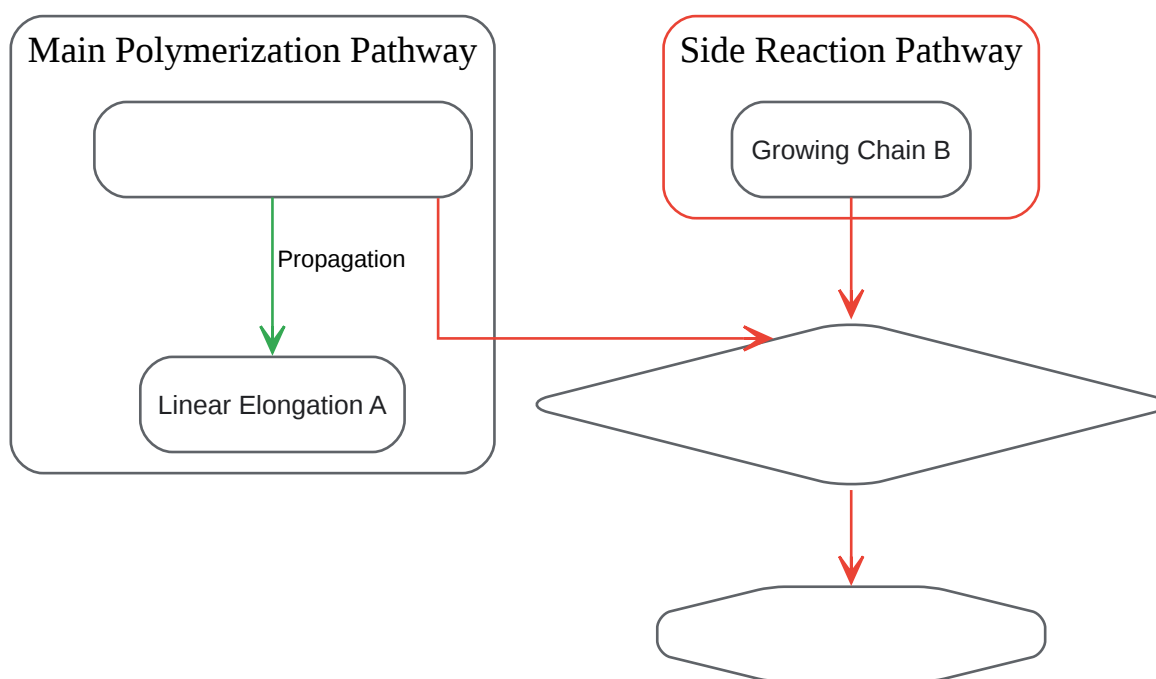 Main Polymerization Pathway
Side Reaction Pathway
Growing Chain B
Propagation
Linear Elongation A